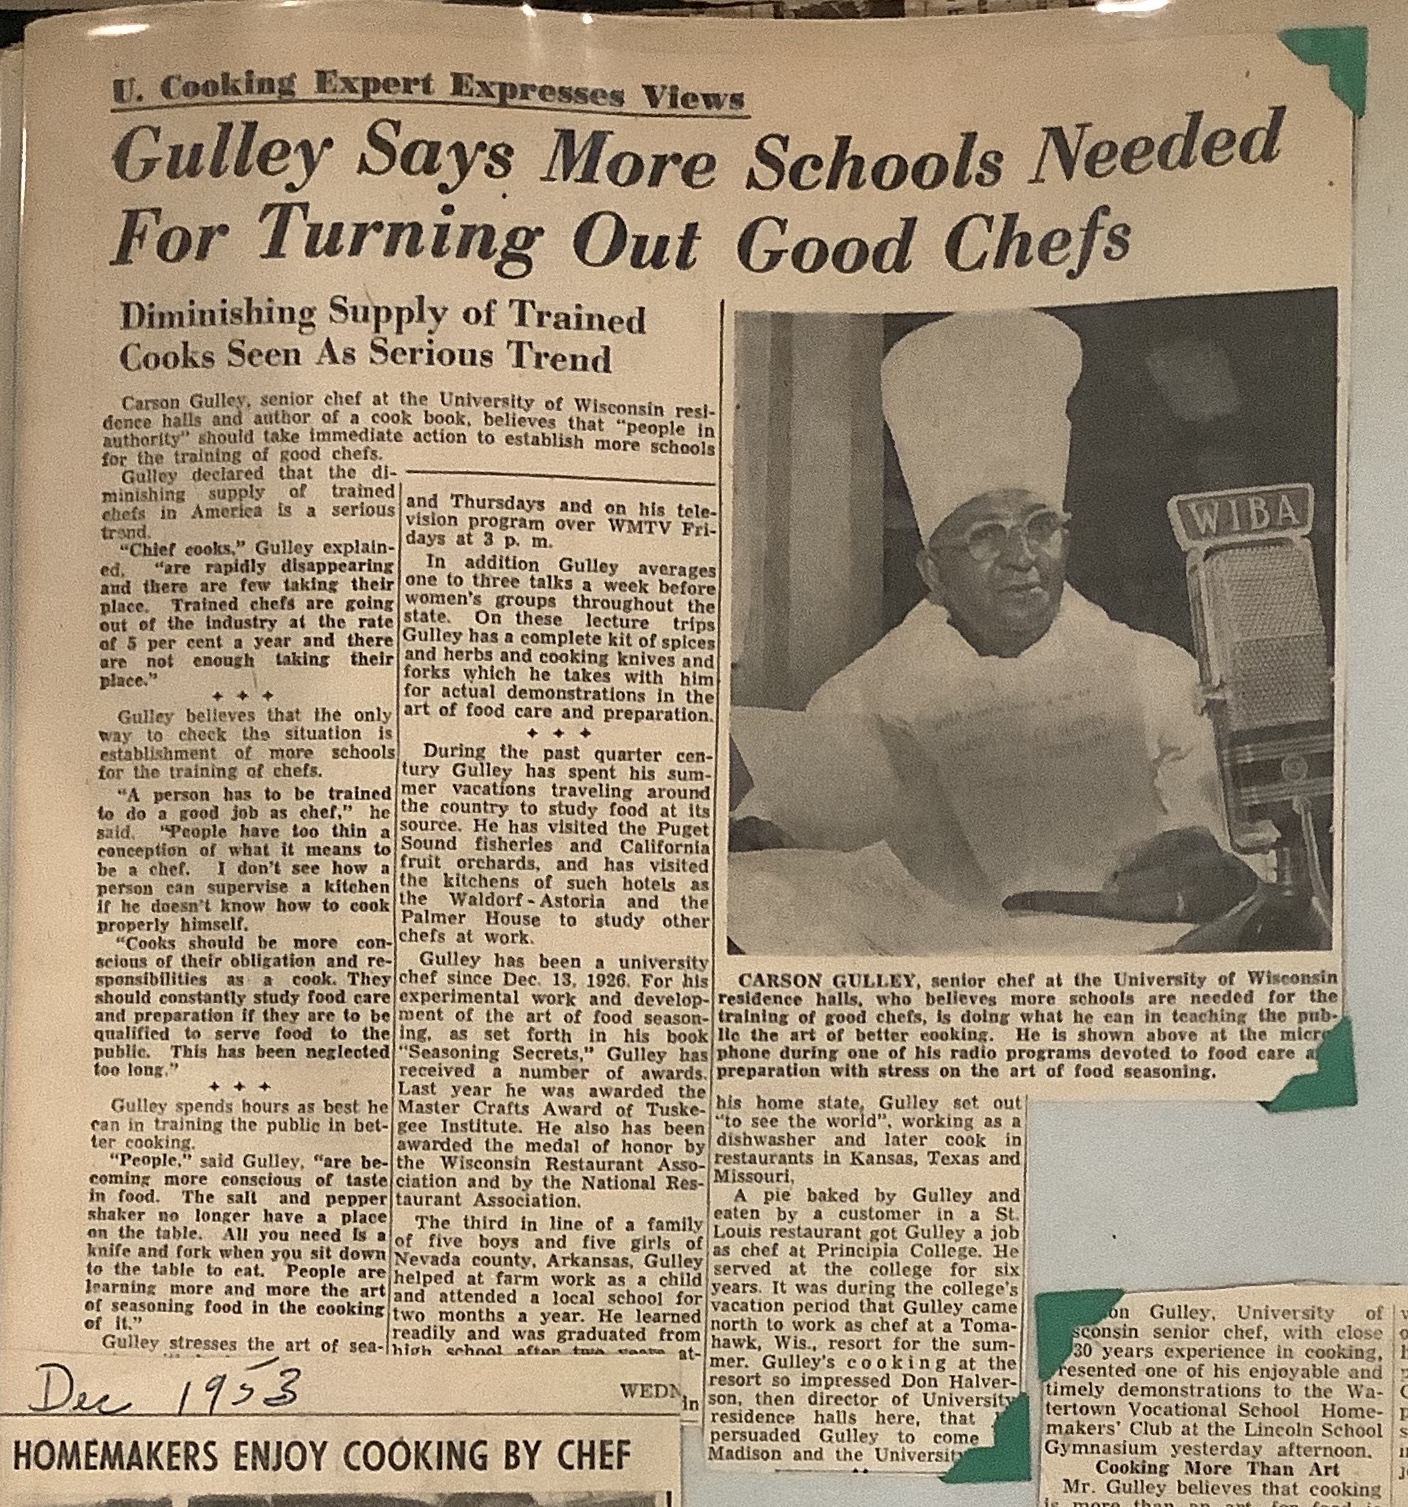 U. Cooking Expert Expresses Views
Gulley Says More Schools Needed
For Turning Out Good Chefs
Diminishing Supply of Trained
Cooks Seen As Serious Trend
Carson Gulley, senior chef at the University of Wisconsin resi-
dence halls and author of a cook book, believes that "people in
authority" should take immediate action to establish more schools
for the training of good chefs.
Gulley declared that the di-
minishing supply of trained
chefs in America is a serious
trend.
"Chief cooks," Gulley explain-
ed, "are rapidly disappearing
and there are few taking their
place. Trained chefs are going
out of the industry at the rate
of 5 per cent a year and there
are not enough taking their
place."
Gulley believes that the only
way to check the situation is
establishment of more schools
for the training of chefs.
"A person has to be trained
to do a good job as chef," he
said. "People have too thin a
conception of what it means to
be a chef. I don't see how a
person can supervise a kitchen
if he doesn't know how to cook
properly himself.
"Cooks should be more con-
scious of their obligation and re-
sponsibilities as a cook. They
should constantly study food care
and preparation if they are to be
qualified to serve food to the
public. This has been neglected
too long."
Gulley spends hours as best he
can in training the public in bet-
ter cooking.
"People," said Gulley, "are be-
coming more conscious of taste
in food. The salt and pepper
shaker no longer have a place
on the table. All you need is a
knife and fork when you sit down
to the table to eat. People are
learning more and more the art
of seasoning food in the cooking
of it."
Gulley stresses the art of sea-
and Thursdays and on his tele-
vision program over WMTV Fri-
days at 3 p. m.
In addition Gulley averages
one to three talks a week before
women's groups throughout the
state. On these lecture trips
Gulley has a complete kit of spices
and herbs and cooking knives and
forks which he takes with him
for actual demonstrations in the
art of food care and preparation.
During the past quarter cen-
tury Gulley has spent his sum-
mer vacations traveling around
the country to study food at its
source. He has visited the Puget
Sound fisheries and California
fruit orchards, and has visited
the kitchens of such hotels as
the Waldorf-Astoria and the
Palmer House to study other
chefs at work.
Gulley has been a university
chef since Dec. 13, 1926. For his
experimental work and develop-
ment of the art of food season-
ing, as set forth in his book
"Seasoning Secrets," Gulley has
received a number of awards.
Last year he was awarded the
Master Crafts Award of Tuske-
gee Institute. He also has been
awarded the medal of honor by
the Wisconsin Restaurant Asso-
ciation and by the National Res-
taurant Association.
The third in line of a family
of five boys and five girls of
Nevada county, Arkansas, Gulley
helped at farm work as a child
and attended a local school for
two months a year. He learned
readily and was graduated from
high school after two years at-
WIBA
CARSON GULLEY, senior chef at the University of Wisconsin
residence halls, who believes more schools are needed for the
training of good chefs, is doing what he can in teaching the pub-
lic the art of better cooking. He is shown above at the micro
phone during one of his radio programs devoted to food care a
preparation with stress on the art of food seasoning.
his home state, Gulley set out
"to see the world", working as a
dishwasher and later cook in
restaurants in Kansas, Texas and
Missouri,
A pie baked by Gulley and
eaten by a customer in a St.
Louis restaurant got Gulley a job
as chef at Principia College. He
served at the college for six
years. It was during the college's
vacation period that Gulley came
north to work as chef at a Toma-
hawk, Wis., resort for the sum-
mer. Gulley's cooking at the
resort so impressed Don Halver-
son, then director of University
residence halls here, that
persuaded Gulley to come
Madison and the University
Dec 1953
WEDN
in
HOMEMAKERS ENJOY COOKING BY CHEF
on Gulley, University of
sconsin senior chef, with close
30 years experience in cooking,
resented one of his enjoyable and
timely demonstrations to the Wa-
tertown Vocational School Home-
makers' Club at the Lincoln School
Gymnasium yesterday afternoon.
Cooking More Than Art
Mr. Gulley believes that cooking